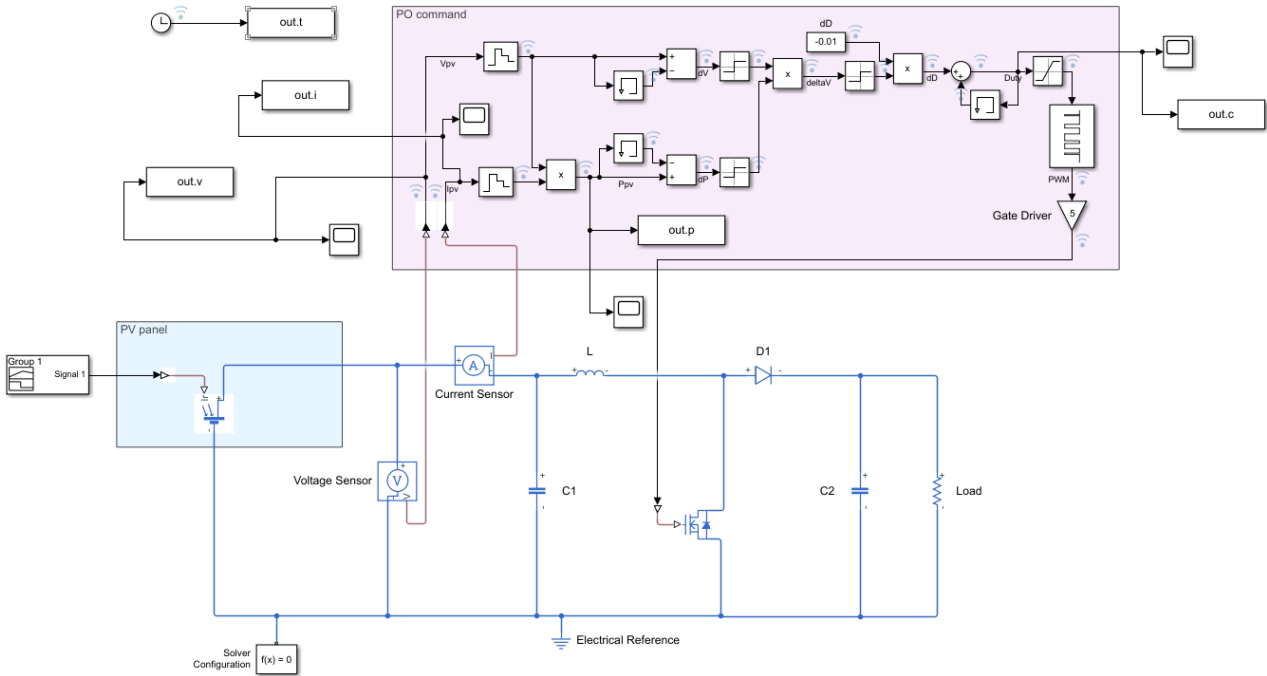 out.t
PO command
dD
-0.01
Vpv
dV
x
deltaV
x
dD
Duty
out.i
out.c
out.v
Ipv
x
Ppv
dP
PWM
Gate Driver
5
out.p
PV panel
Group 1
Signal 1
A
I
Current Sensor
L
D1
Voltage Sensor
V
V
C1
C2
Load
Electrical Reference
Solver
Configuration
f(x) = 0